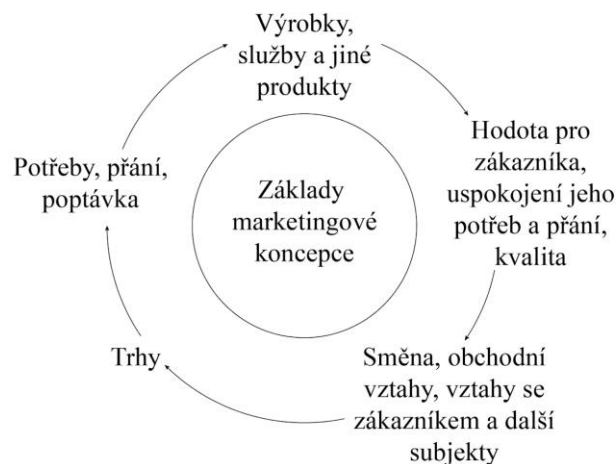 Výrobky,
služby a jiné
produkty
Hodota pro
zákazníka,
uspokojení jeho
potřeb a přání,
kvalita
Směna, obchodní
vztahy, vztahy se
zákazníkem a další
subjekty
Trhy
Potřeby, přání,
poptávka
Základy
marketingové
koncepce